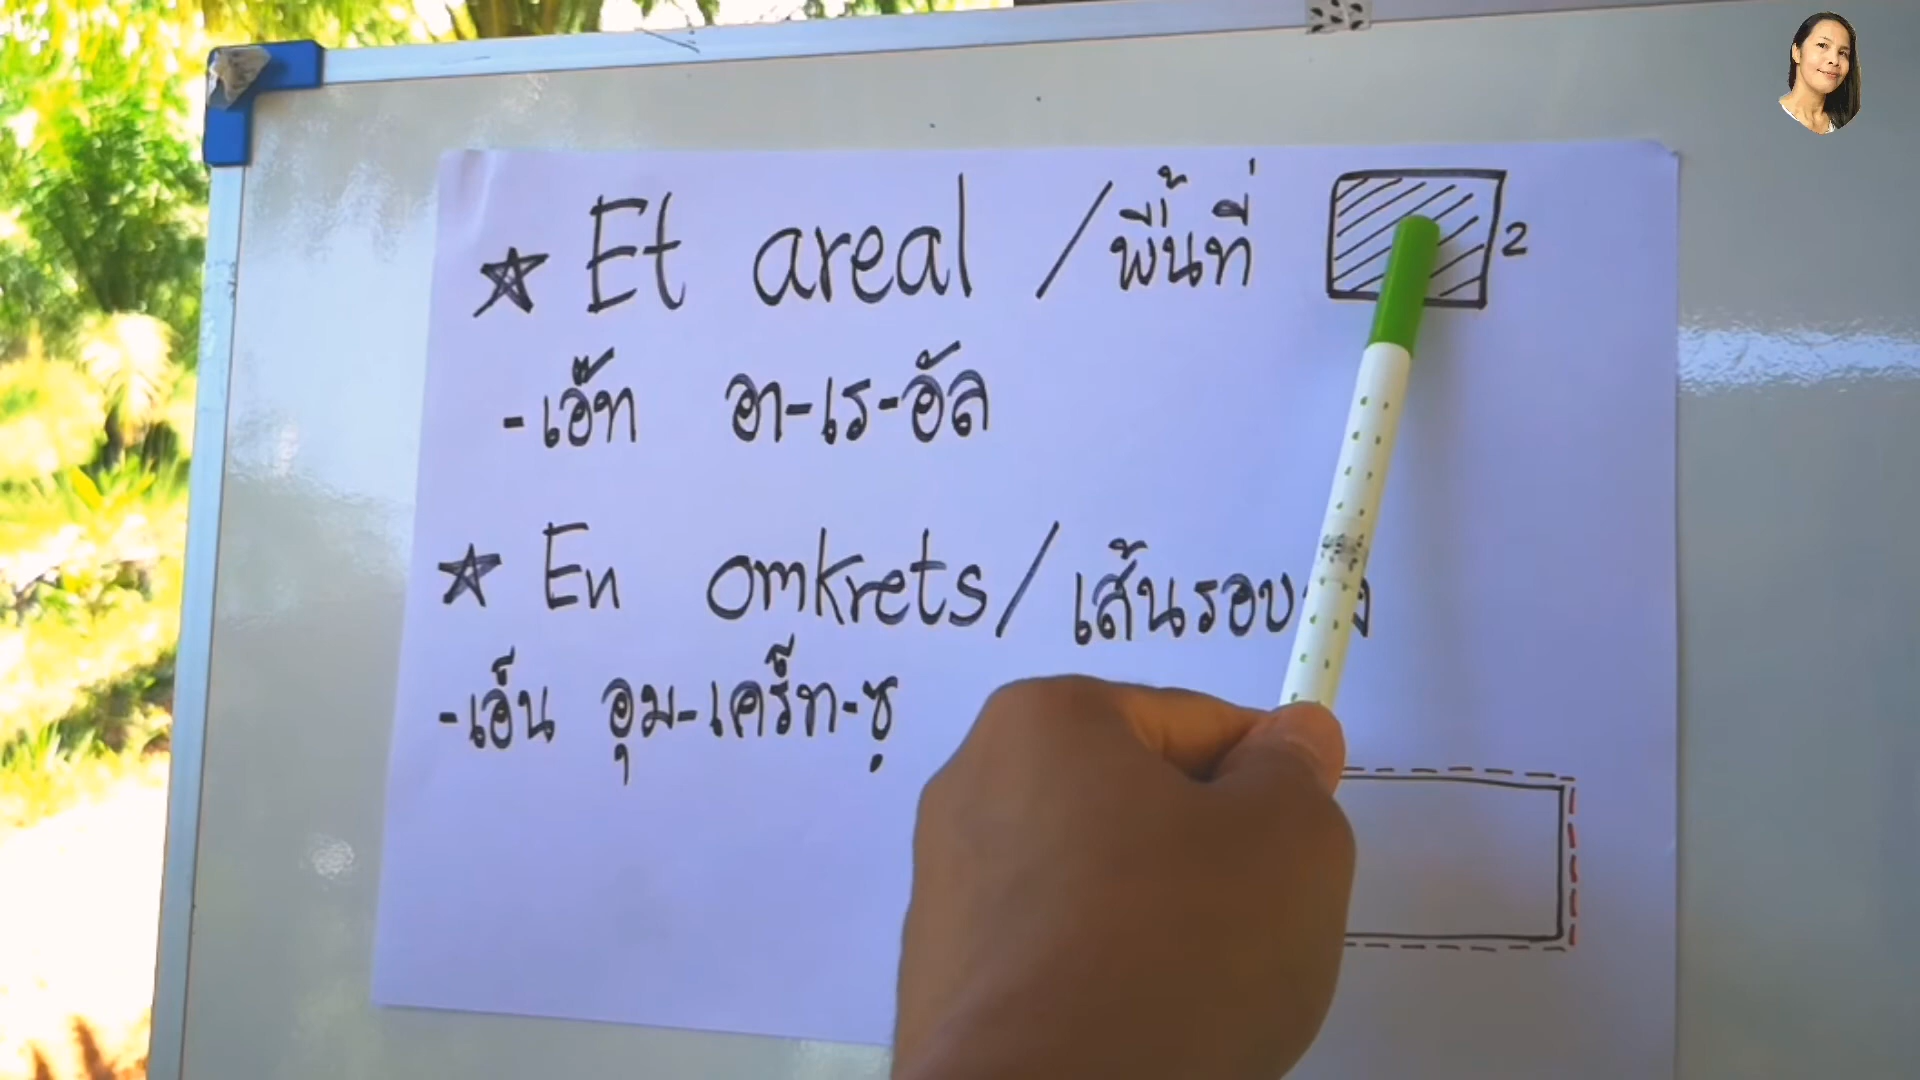 ★ Et areal / พื้นที่ 2
-เอ๊ท อา-เร-อัล
★ En omkrets / เส้นรอบ
-เอ็น อุม-เคร็ท-ซฺ